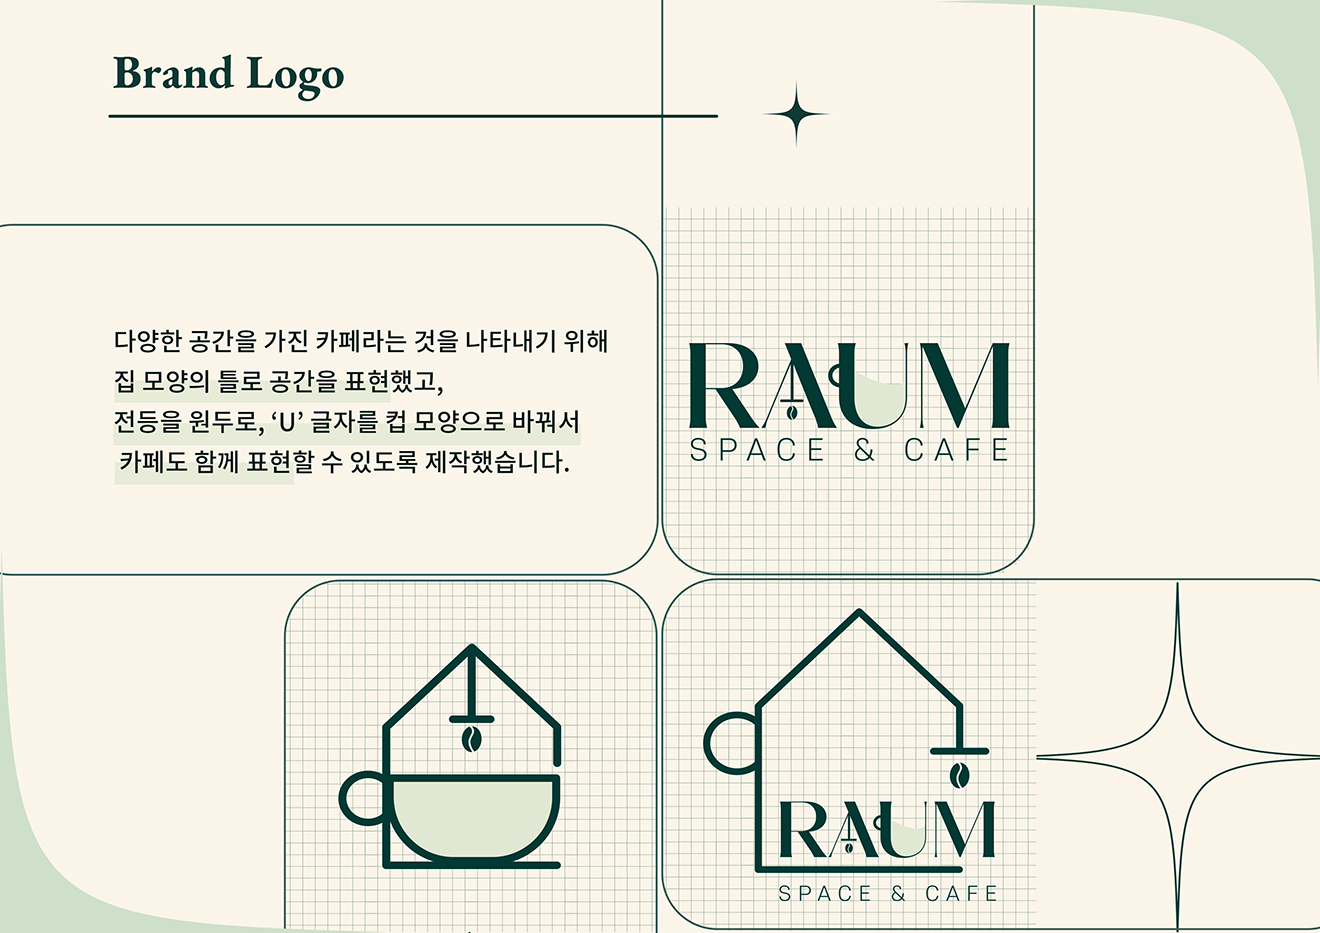 Brand Logo
다양한 공간을 가진 카페라는 것을 나타내기 위해
집 모양의 틀로 공간을 표현했고,
전등을 원두로, ‘U’ 글자를 컵 모양으로 바꿔서
카페도 함께 표현할 수 있도록 제작했습니다.
RAUM
SPACE & CAFE
RAUM
SPACE & CAFE